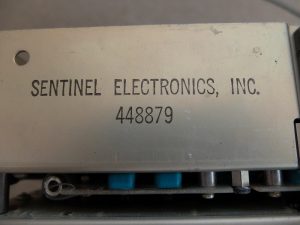 SENTINEL ELECTRONICS, INC.
448879